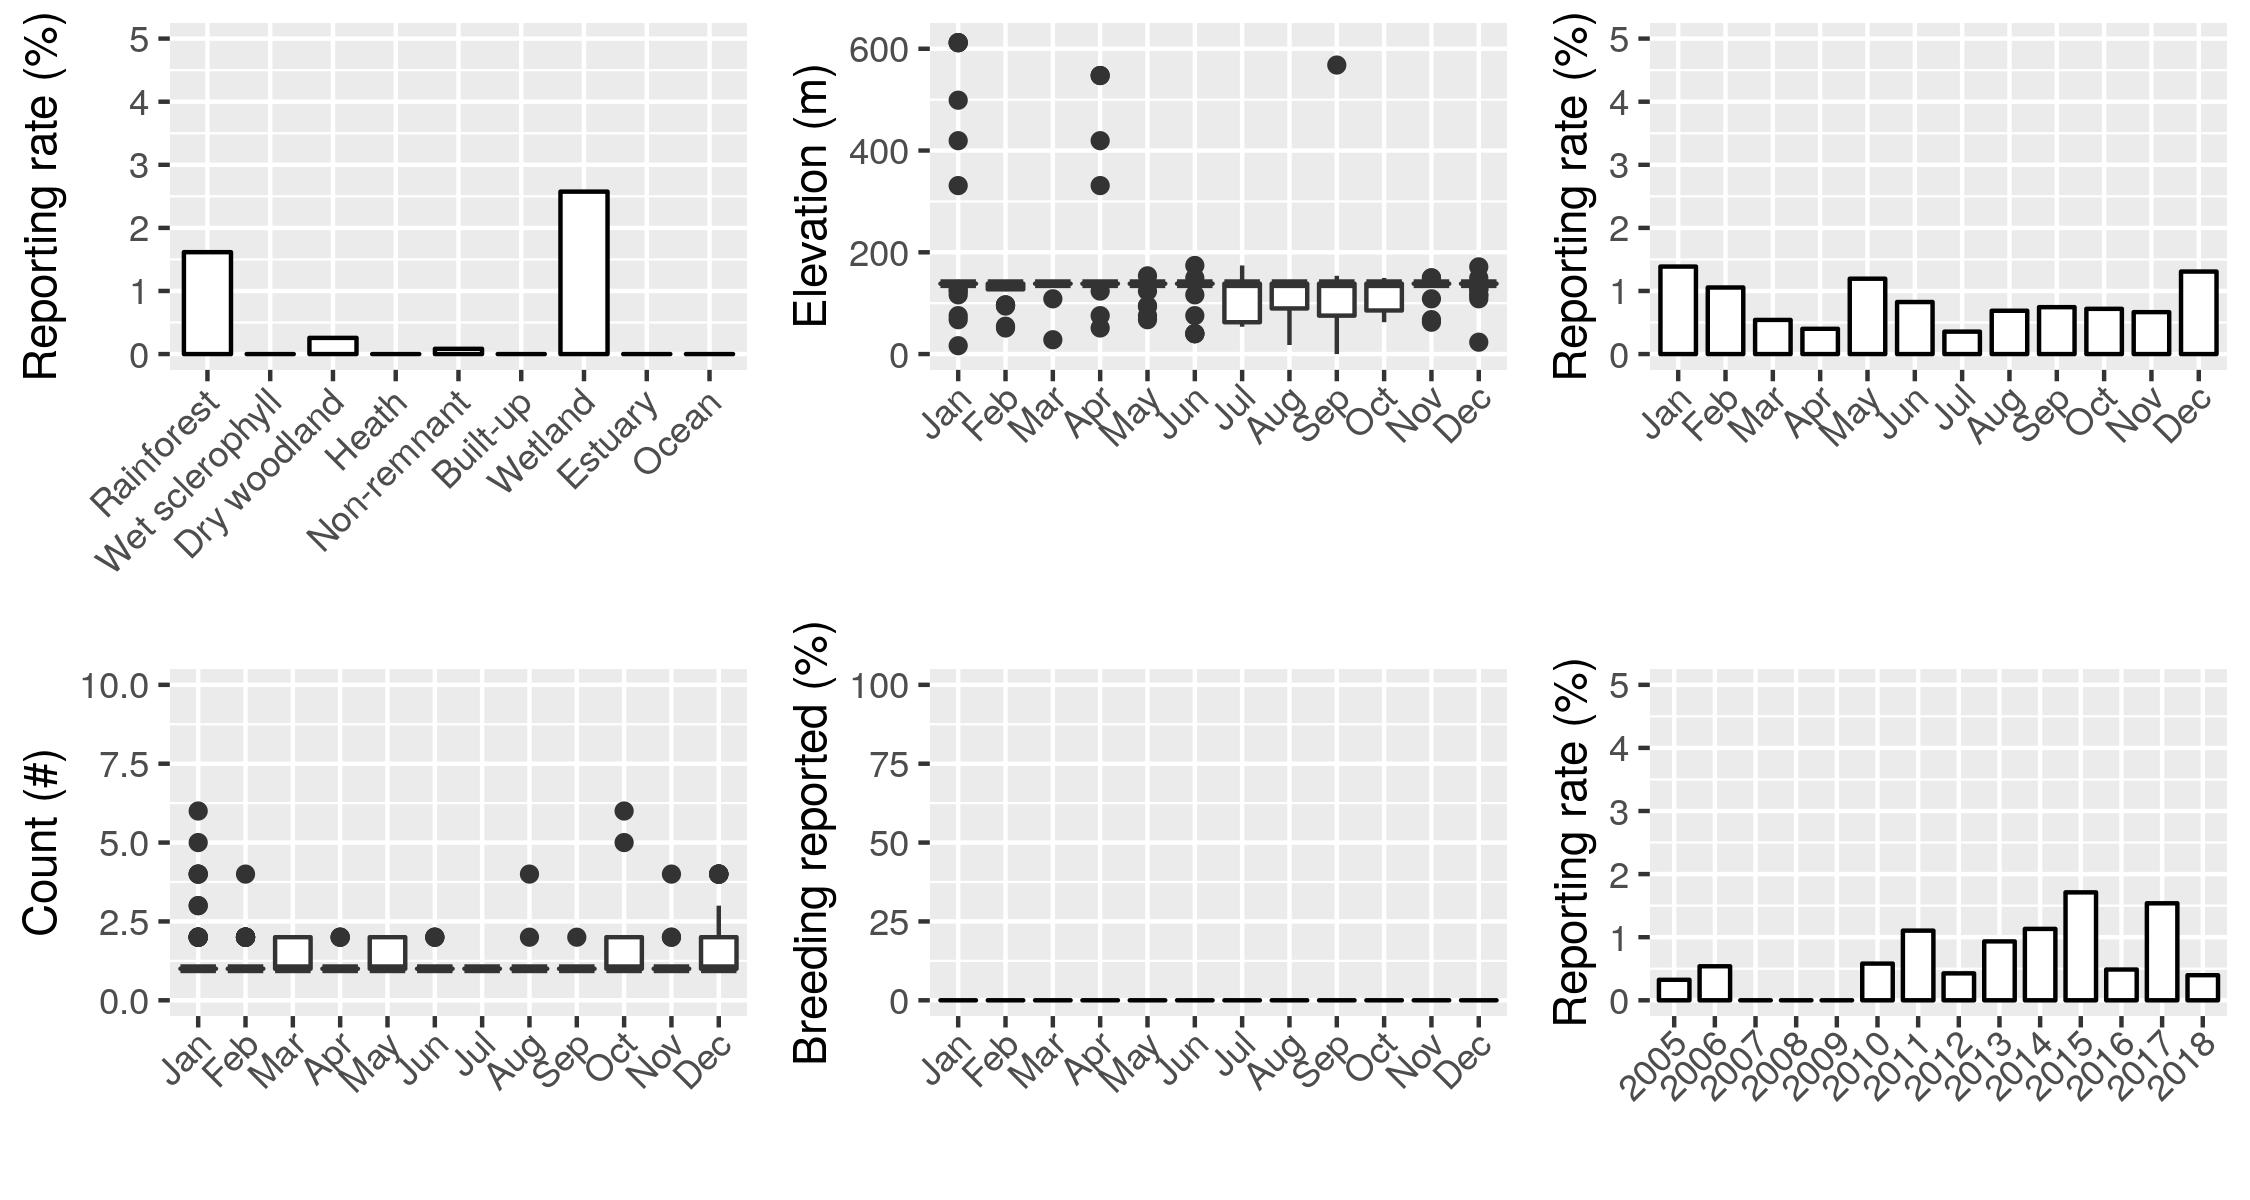 Reporting rate (%)
5
4
3
2
1
0
Rainforest
Wet sclerophyll
Dry woodland
Heath
Non-remnant
Built-up
Wetland
Estuary
Ocean
Elevation (m)
600
400
200
0
Jan
Feb
Mar
Apr
May
Jun
Jul
Aug
Sep
Oct
Nov
Dec
Reporting rate (%)
5
4
3
2
1
0
Jan
Feb
Mar
Apr
May
Jun
Jul
Aug
Sep
Oct
Nov
Dec
Count (#)
10.0
7.5
5.0
2.5
0.0
Jan
Feb
Mar
Apr
May
Jun
Jul
Aug
Sep
Oct
Nov
Dec
Breeding reported (%)
100
75
50
25
0
Jan
Feb
Mar
Apr
May
Jun
Jul
Aug
Sep
Oct
Nov
Dec
Reporting rate (%)
5
4
3
2
1
0
2005
2006
2007
2008
2009
2010
2011
2012
2013
2014
2015
2016
2017
2018